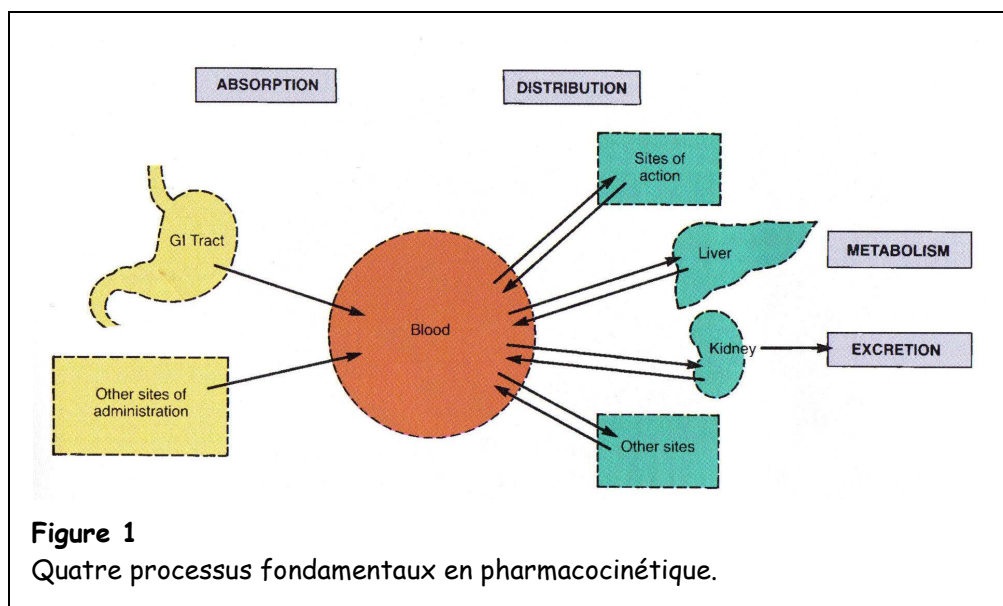 ABSORPTION
DISTRIBUTION
Sites of
action
GI Tract
Liver
METABOLISM
Blood
Kidney
EXCRETION
Other sites of
administration
Other sites
Figure 1
Quatre processus fondamentaux en pharmacocinétique.